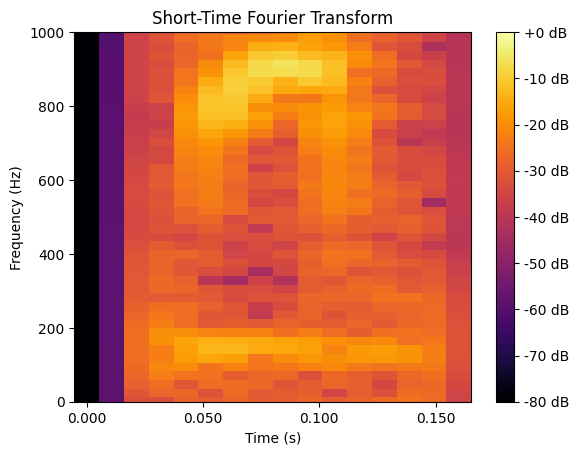 Short-Time Fourier Transform
1000
800
600
400
200
0
Frequency (Hz)
0.000
0.050
0.100
0.150
Time (s)
+0 dB
-10 dB
-20 dB
-30 dB
-40 dB
-50 dB
-60 dB
-70 dB
-80 dB